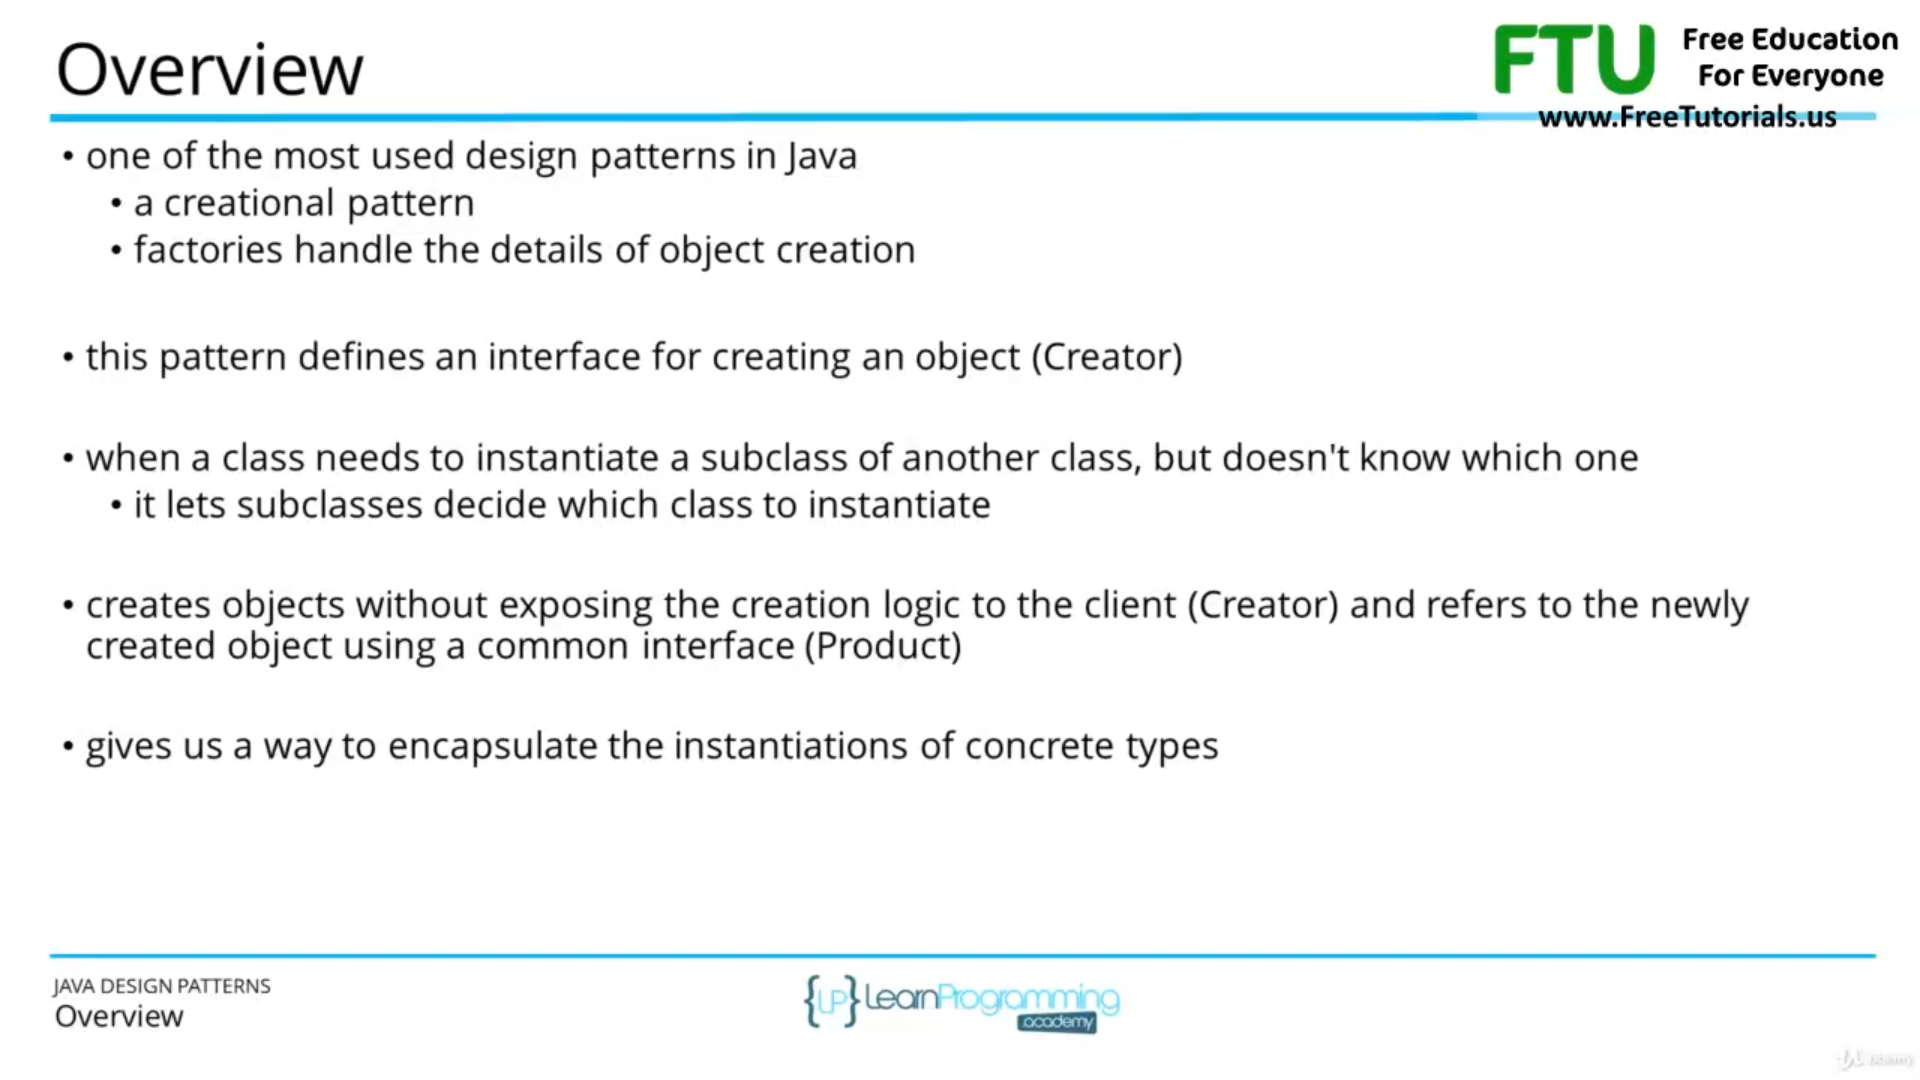 Overview
FTU Free Education
For Everyone
www.FreeTutorials.us
• one of the most used design patterns in Java
• a creational pattern
• factories handle the details of object creation
• this pattern defines an interface for creating an object (Creator)
• when a class needs to instantiate a subclass of another class, but doesn't know which one
• it lets subclasses decide which class to instantiate
• creates objects without exposing the creation logic to the client (Creator) and refers to the newly
created object using a common interface (Product)
• gives us a way to encapsulate the instantiations of concrete types
JAVA DESIGN PATTERNS
Overview
{LP} LearnProgramming
academy
Udemy